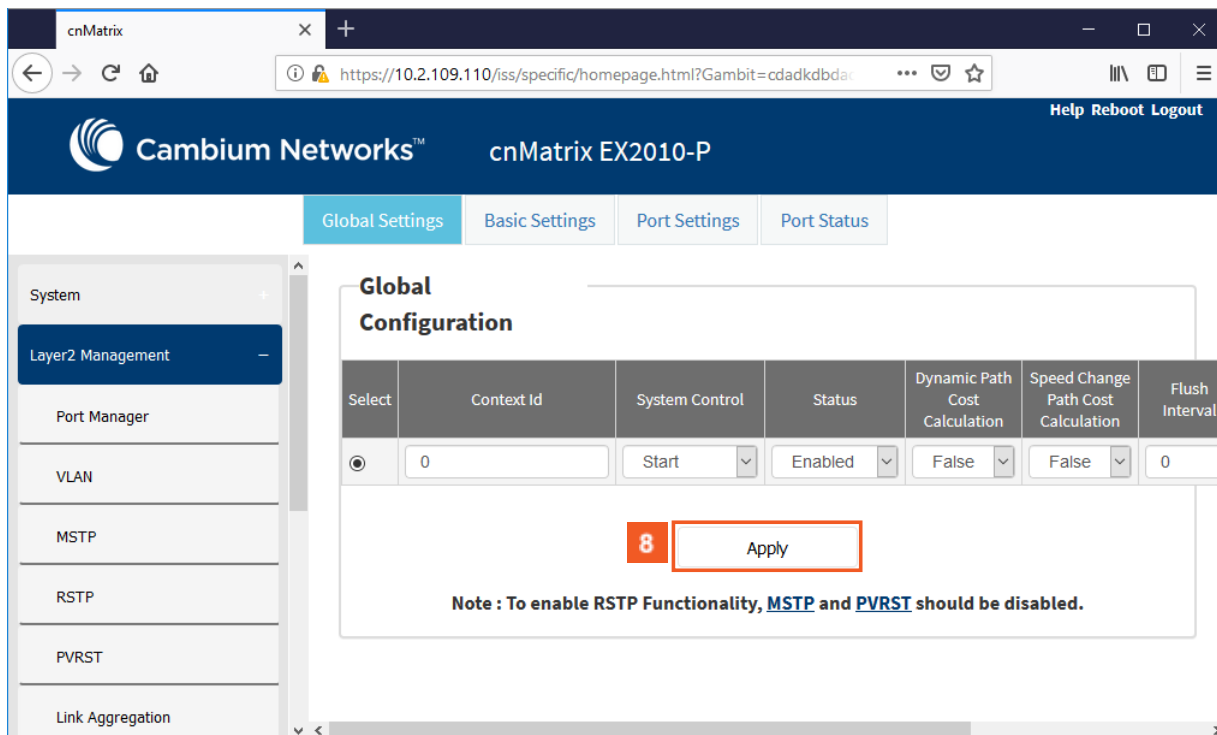 cnMatrix
https://10.2.109.110/iss/specific/homepage.html?Gambit=cdadkdbdac
Help Reboot Logout
Cambium Networks™ cnMatrix EX2010-P
Global Settings Basic Settings Port Settings Port Status
System +
Layer2 Management –
Port Manager
VLAN
MSTP
RSTP
PVRST
Link Aggregation
Global
Configuration
Select Context Id System Control Status Dynamic Path Cost Calculation Speed Change Path Cost Calculation Flush Interval
0 Start Enabled False False 0
8 Apply
Note : To enable RSTP Functionality, MSTP and PVRST should be disabled.